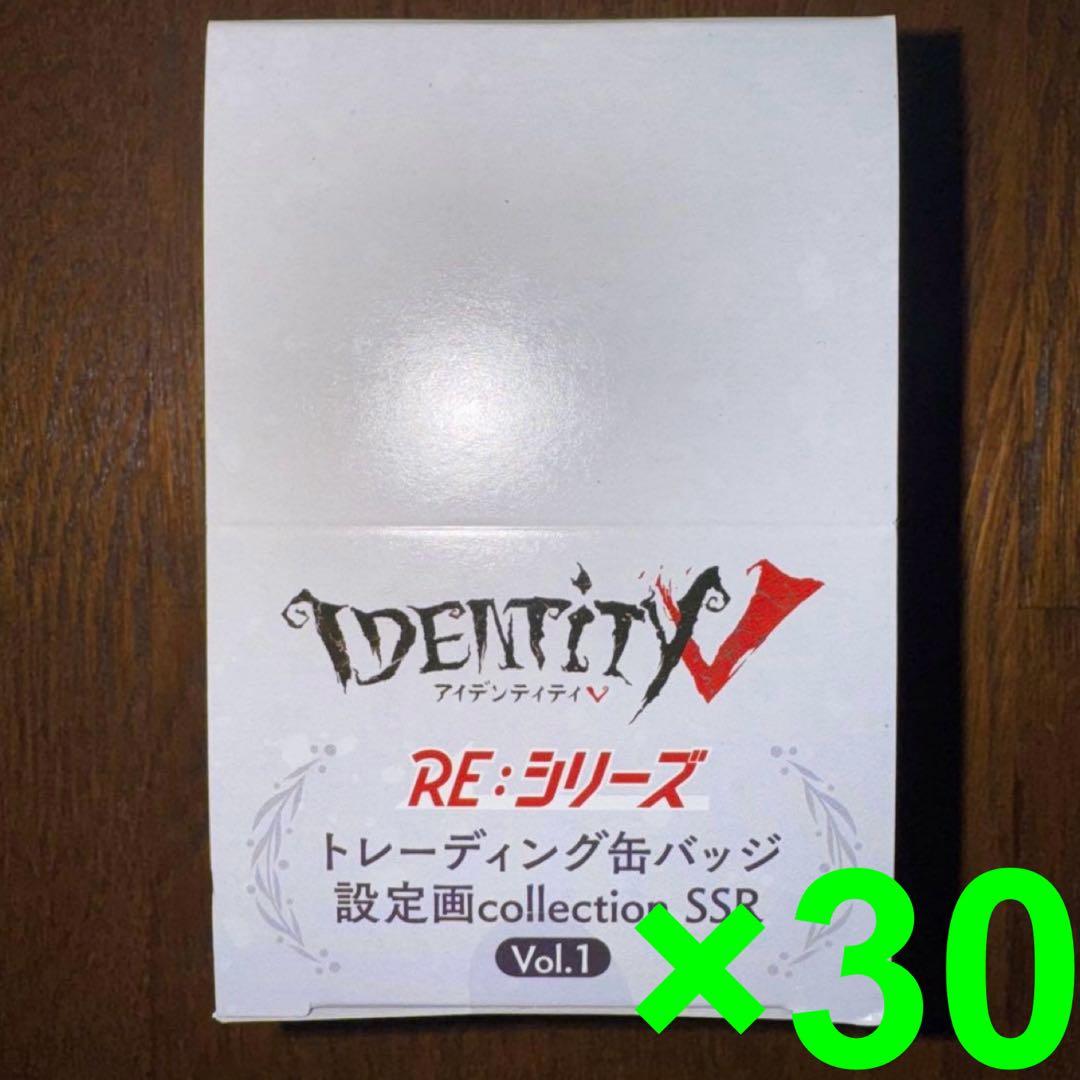 IDENTITY V
アイデンティティV
RE:シリーズ
トレーディング缶バッジ
設定画collection SSR
Vol.1
×30